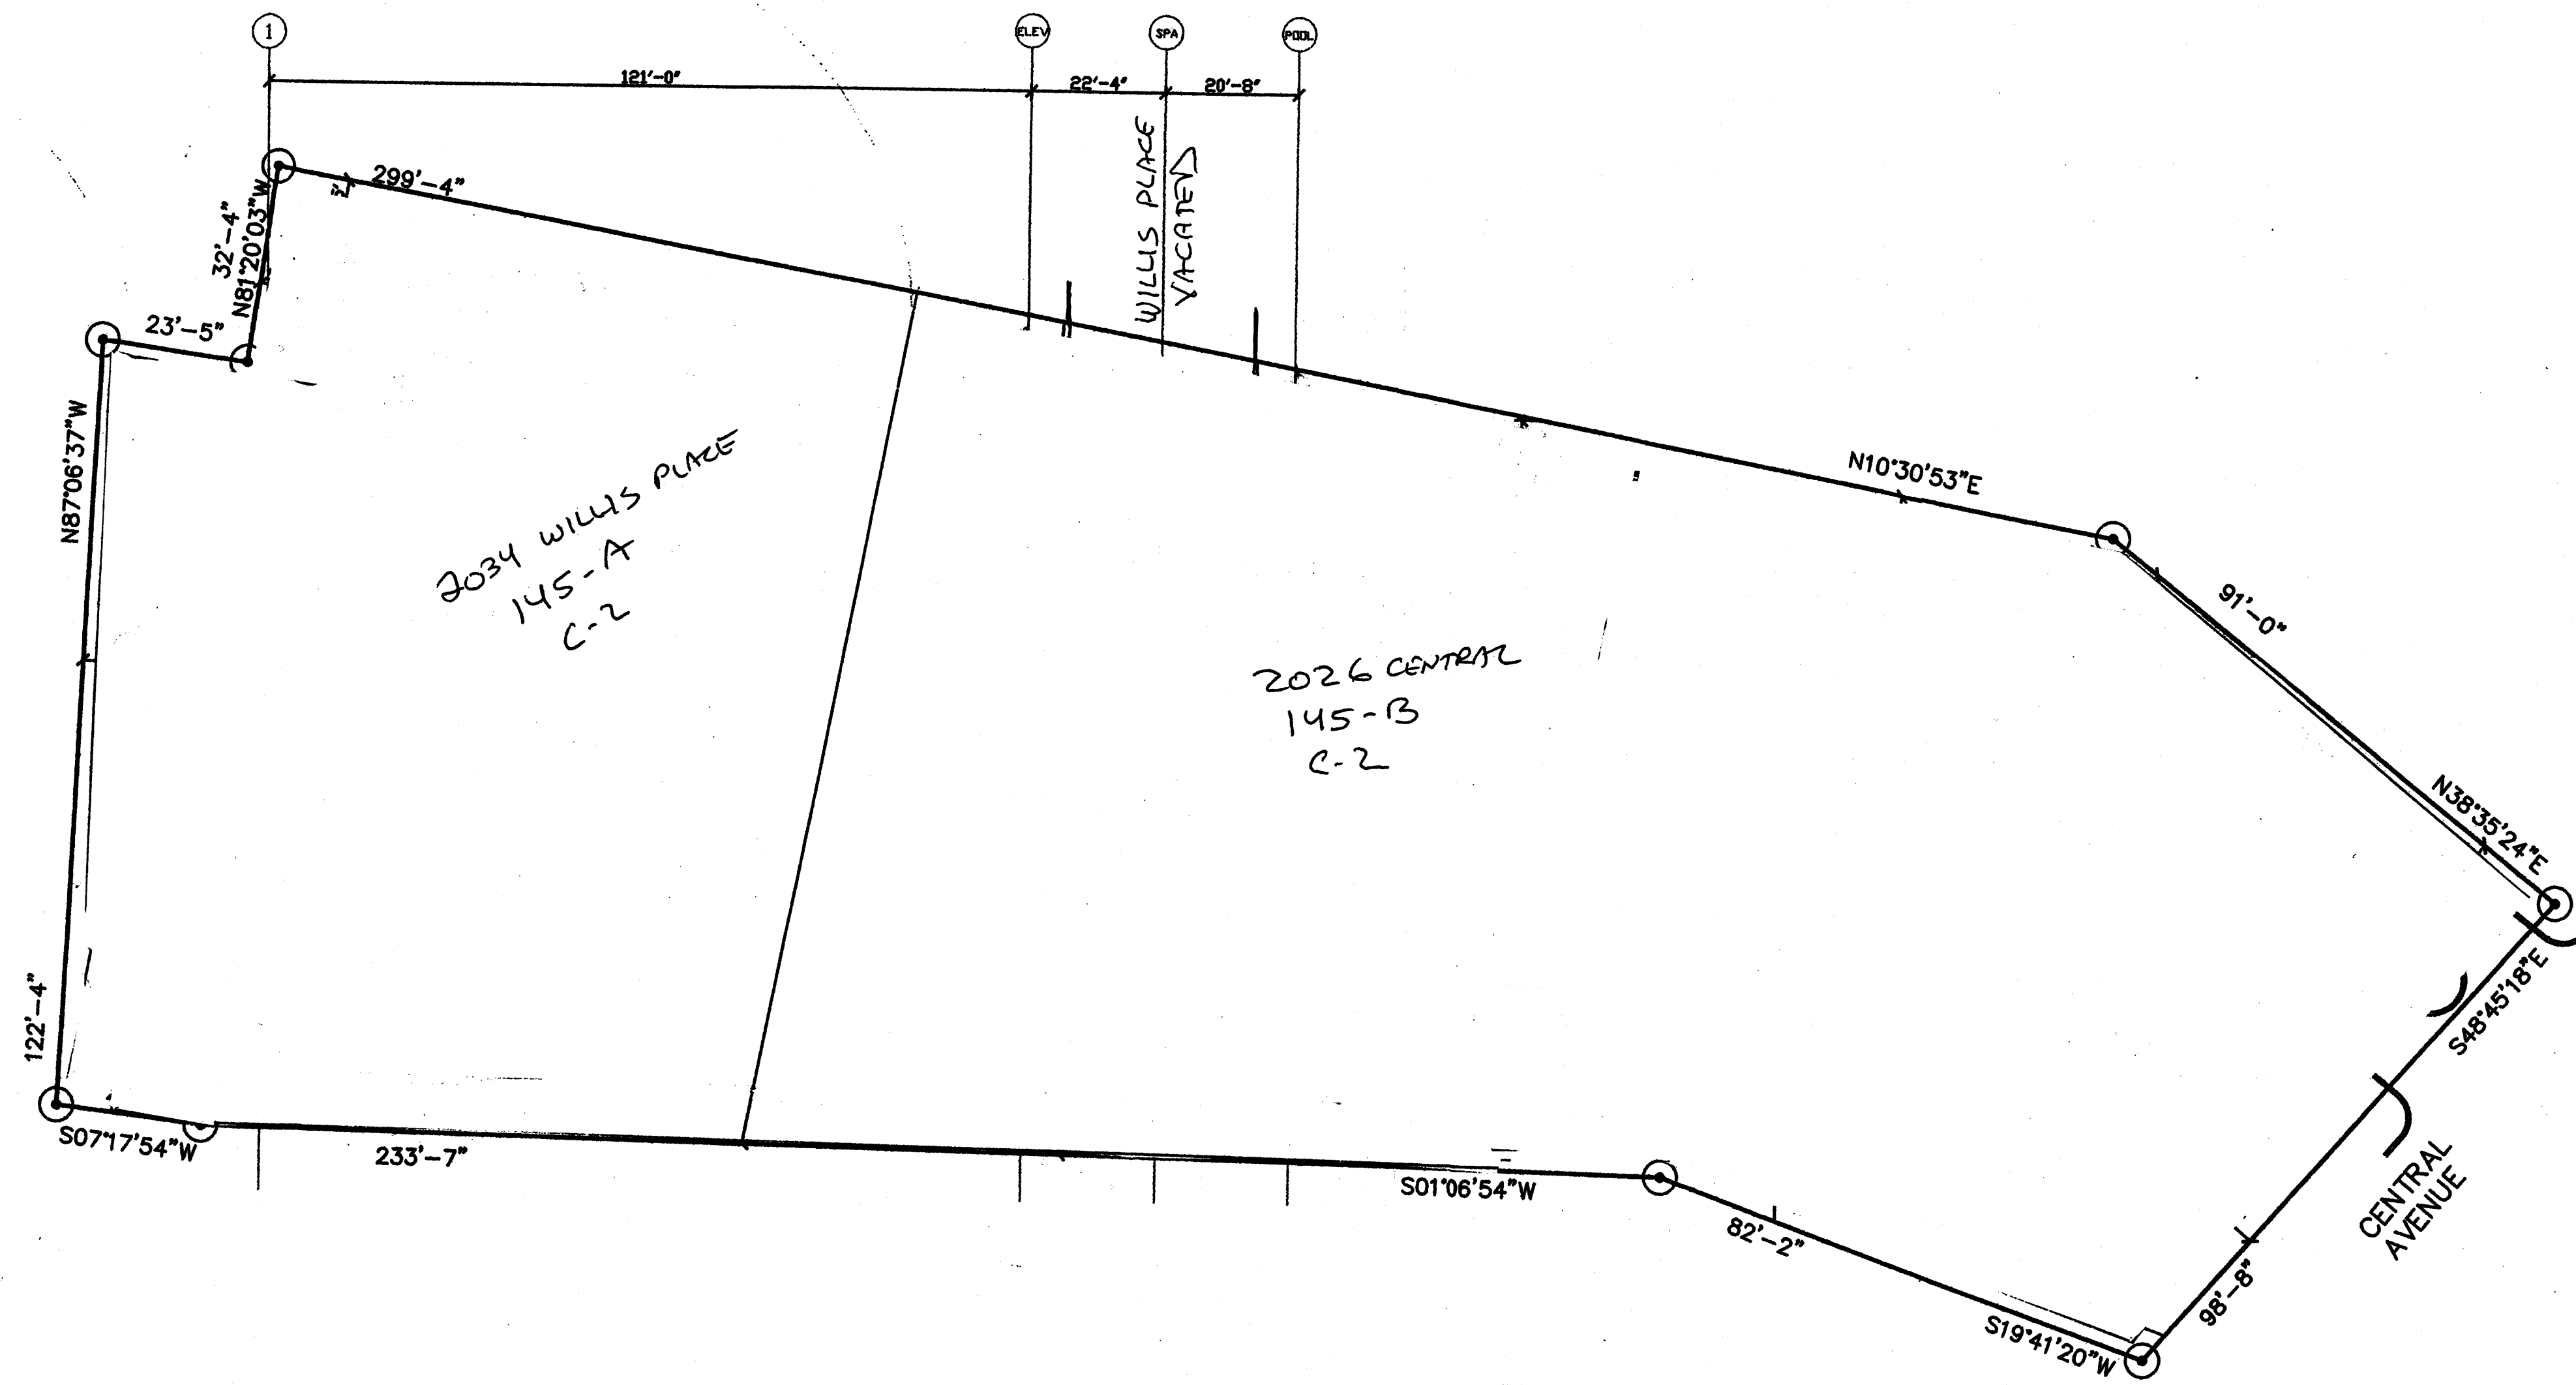 1
ELEV
SPA
POOL
121'-0"
22'-4"
20'-8"
WILLIS PLACE
VACATED
299'-4"
32'-4"
N81°20'03"W
23'-5"
N87°06'37"W
122'-4"
2034 WILLIS PLACE
145-A
C-2
2026 CENTRAL
145-B
C-2
N10°30'53"E
91'-0"
N38°35'24"E
S48°45'18"E
CENTRAL
AVENUE
98'-8"
S07°17'54"W
233'-7"
S01°06'54"W
82'-2"
S19°41'20"W